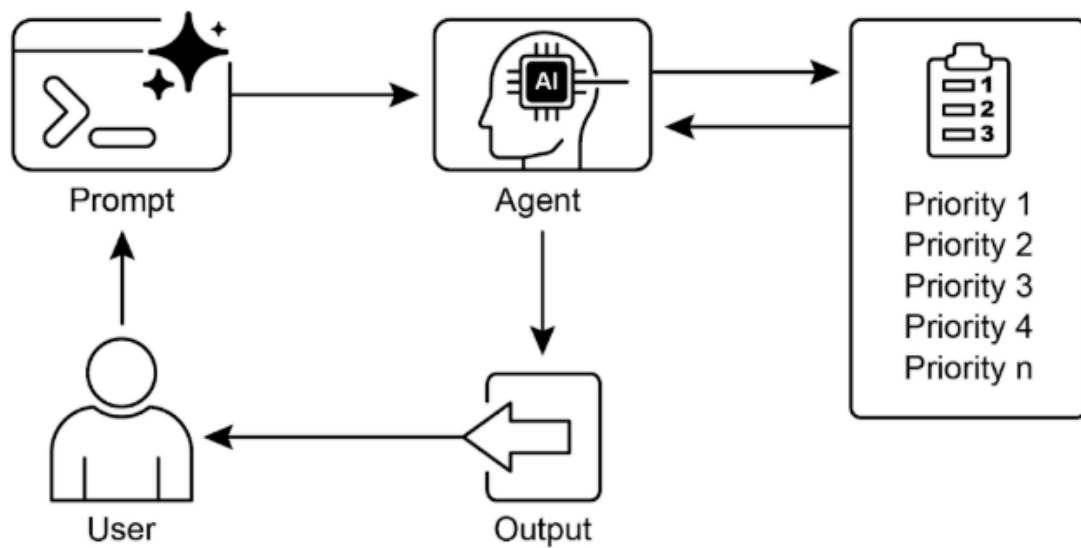 AI
1
2
3
Prompt
Agent
Priority 1
Priority 2
Priority 3
Priority 4
Priority n
User
Output